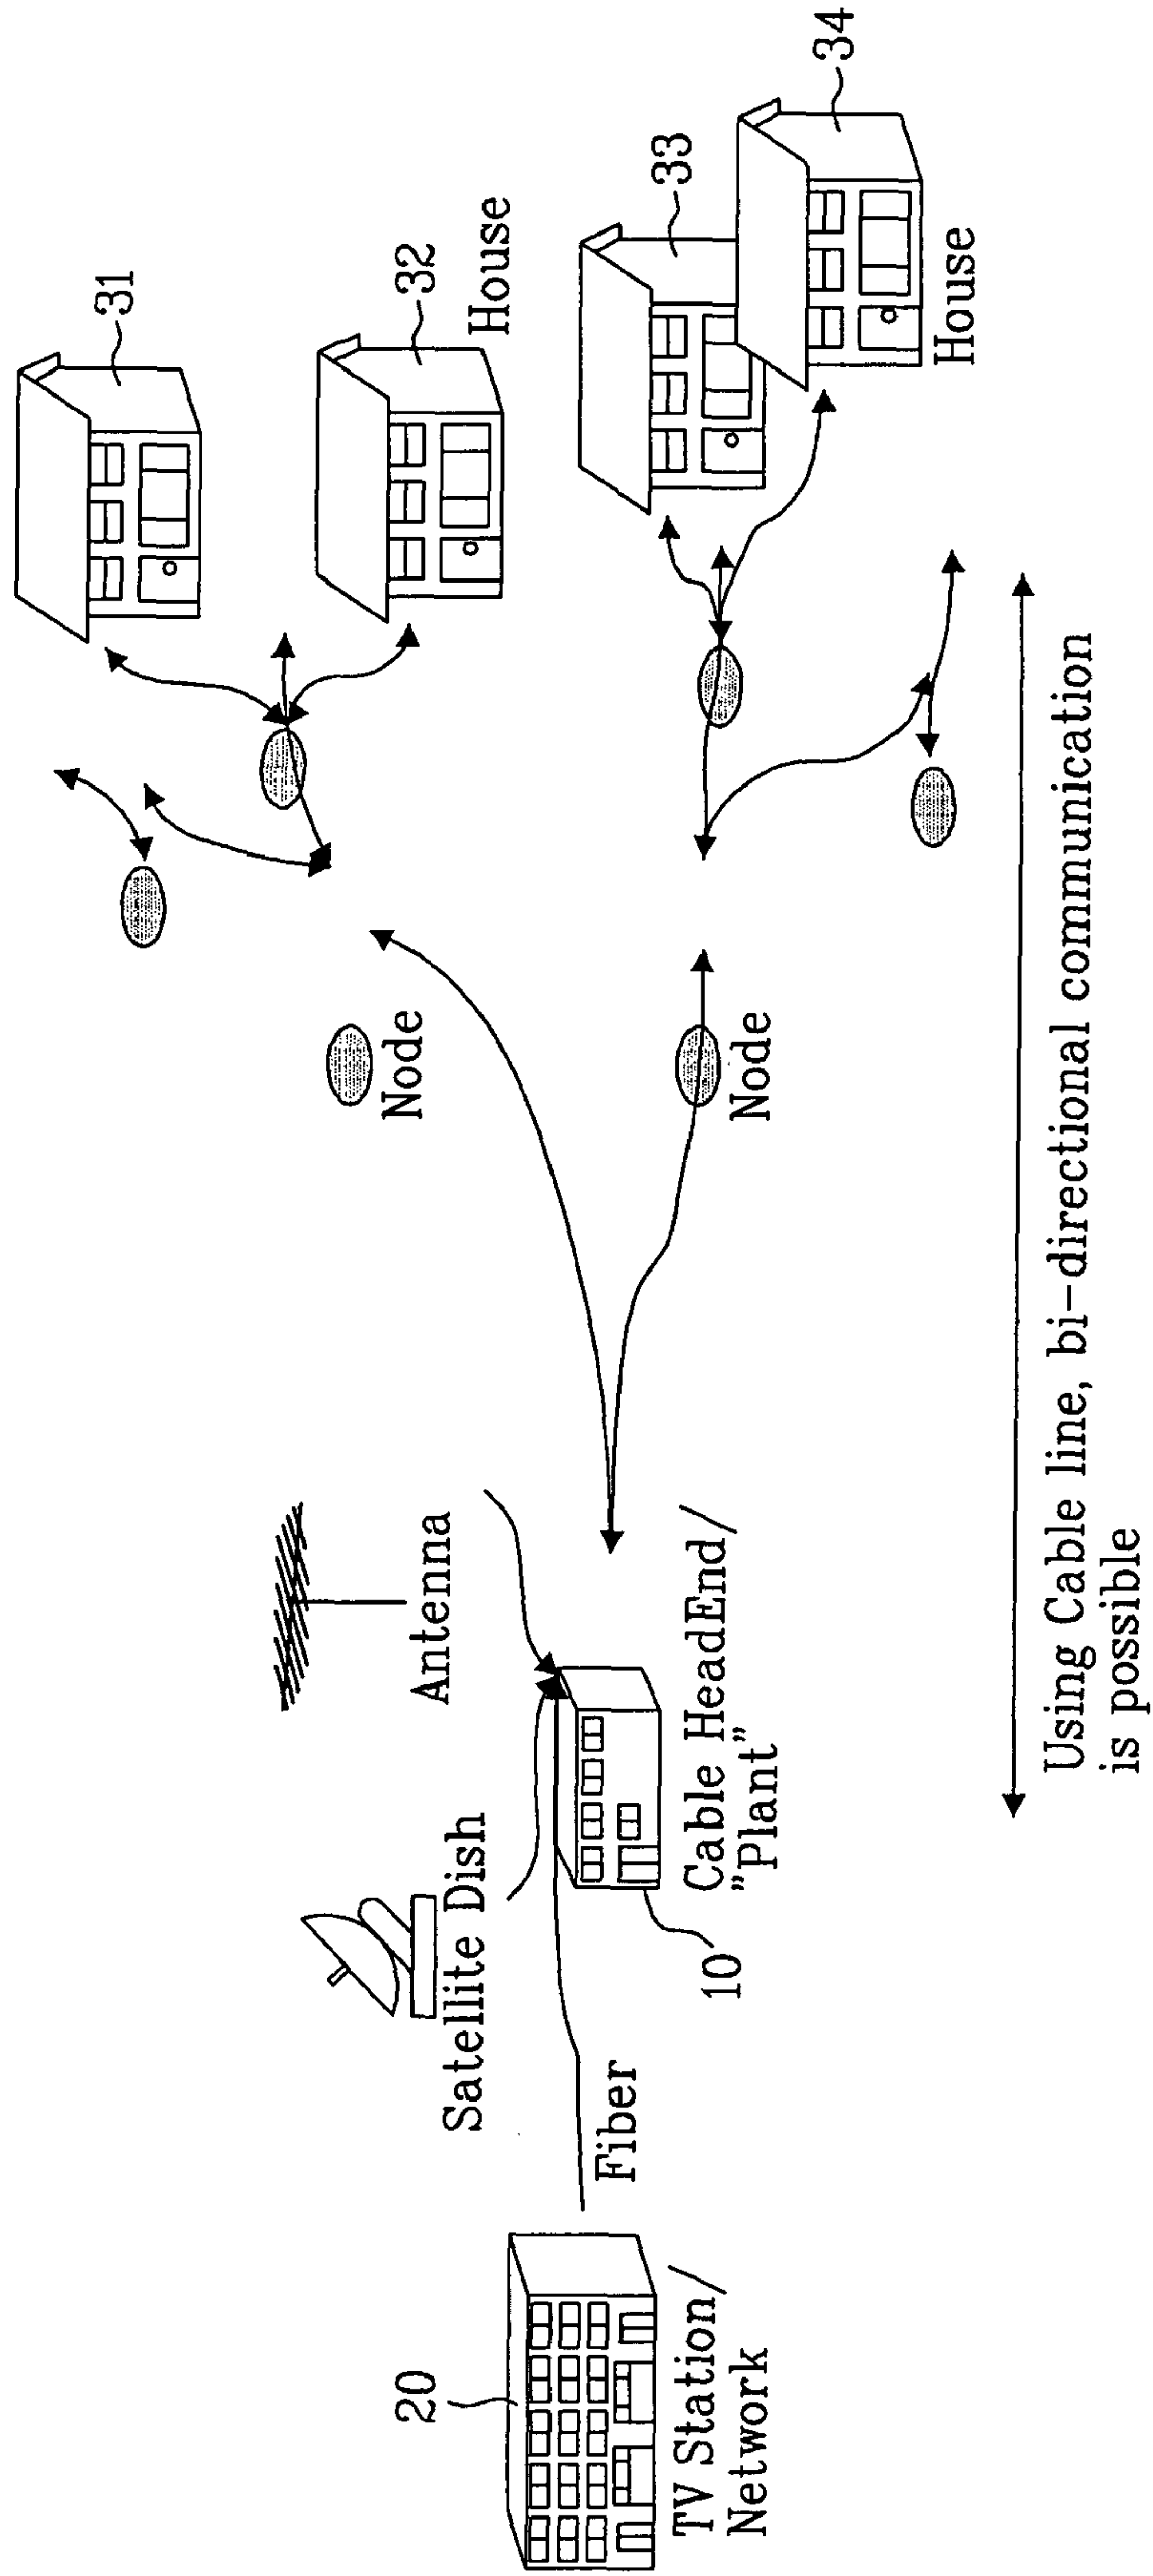 20
TV Station/
Network
Fiber
Satellite Dish
Antenna
10
Cable HeadEnd/
"Plant"
Node
Node
31
32
House
33
34
House
Using Cable line, bi-directional communication
is possible